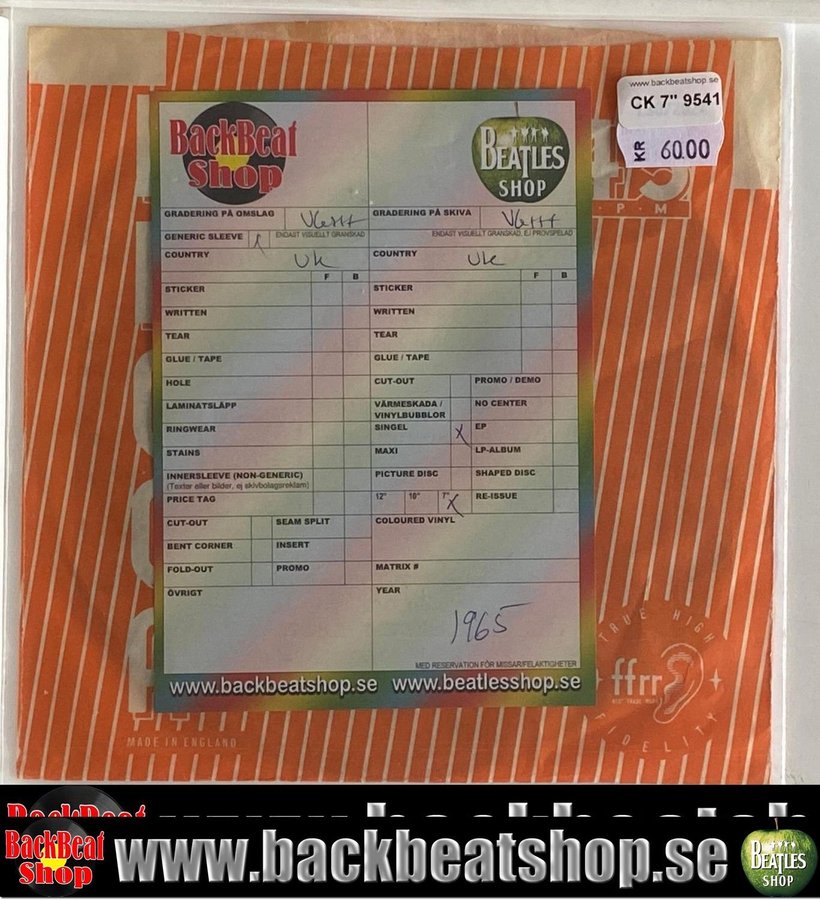 www.backbeatshop.se
CK 7" 9541
KR 60.00
45
RPM
BackBeat
Shop
BEATLES
SHOP
GRADERING PÅ OMSLAG
GRADERING PÅ SKIVA
GENERIC SLEEVE
ENDAST VISUELLT GRANSKAD
ENDAST VISUELLT GRANSKAD, EJ PROVSPELAD
COUNTRY UK
COUNTRY UK
F B
F B
STICKER
STICKER
WRITTEN
WRITTEN
TEAR
TEAR
GLUE / TAPE
GLUE / TAPE
HOLE
CUT-OUT
PROMO / DEMO
LAMINATSLÄPP
VÄRMESKADA /
VINYLBUBBLOR
NO CENTER
RINGWEAR
SINGEL X
EP
STAINS
MAXI
LP-ALBUM
INNERSLEEVE (NON-GENERIC)
(Texter eller bilder, ej skivbolagsreklam)
PICTURE DISC
SHAPED DISC
PRICE TAG
12" 10" 7" X
RE-ISSUE
CUT-OUT
SEAM SPLIT
COLOURED VINYL
BENT CORNER
INSERT
FOLD-OUT
PROMO
MATRIX #
ÖVRIGT
YEAR
1965
MED RESERVATION FÖR MISSAR/FELAKTIGHETER
www.backbeatshop.se www.beatlesshop.se
TRUE HIGH
ffrr
FIDELITY
MADE IN ENGLAND
BackBeat
Shop
www.backbeatshop.se
BEATLES
SHOP